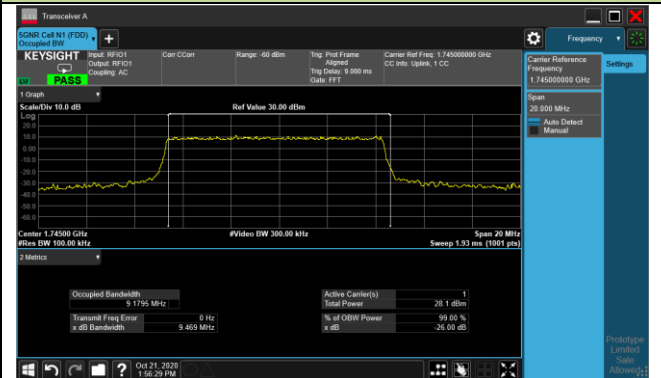 Transceiver A
5GNR Cell N1 (FDD)
Occupied BW
Frequency
KEYSIGHT
PASS
Input: RFIO1
Output: RFIO1
Coupling: AC
Corr CCorr
Range: -60 dBm
Trig: Prot Frame
Aligned
Trig Delay: 0.000 ms
Gate: FFT
Carrier Ref Freq: 1.745000000 GHz
CC Info: Uplink, 1 CC
Carrier Reference
Frequency
1.745000000 GHz
Settings
Span
20.000 MHz
Auto Detect
Manual
1 Graph
Scale/Div 10.0 dB
Ref Value 30.00 dBm
Log
20.0
10.0
0.00
-10.0
-20.0
-30.0
-40.0
-50.0
-60.0
Center 1.74500 GHz
#Video BW 300.00 kHz
Span 20 MHz
#Res BW 100.00 kHz
Sweep 1.93 ms (1001 pts)
2 Metrics
Occupied Bandwidth
9.1795 MHz
Active Carrier(s) 1
Total Power 28.1 dBm
Transmit Freq Error 0 Hz
x dB Bandwidth 9.469 MHz
% of OBW Power 99.00 %
x dB -26.00 dB
Prototype
Limited
Sale
Allowed
?
Oct 21, 2020
1:56:29 PM